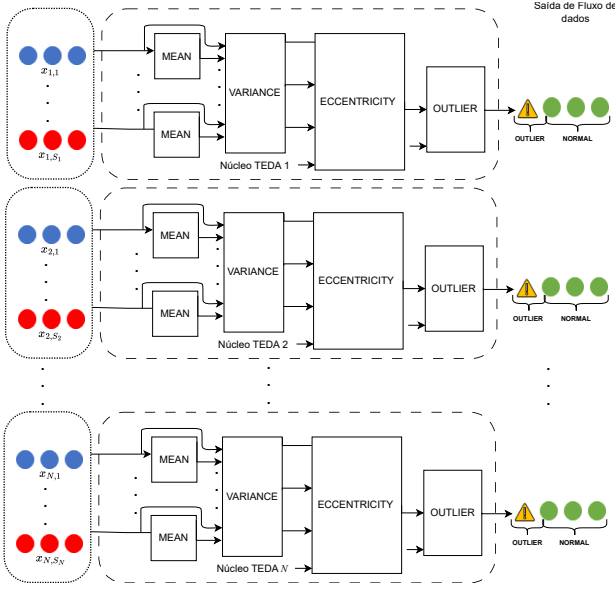 Saída de Fluxo de
dados
x_{1,1}
MEAN
VARIANCE
ECCENTRICITY
OUTLIER
x_{1,S_1}
MEAN
OUTLIER NORMAL
Núcleo TEDA 1
x_{2,1}
MEAN
VARIANCE
ECCENTRICITY
OUTLIER
x_{2,S_2}
MEAN
OUTLIER NORMAL
Núcleo TEDA 2
x_{N,1}
MEAN
VARIANCE
ECCENTRICITY
OUTLIER
x_{N,S_N}
MEAN
OUTLIER NORMAL
Núcleo TEDA N